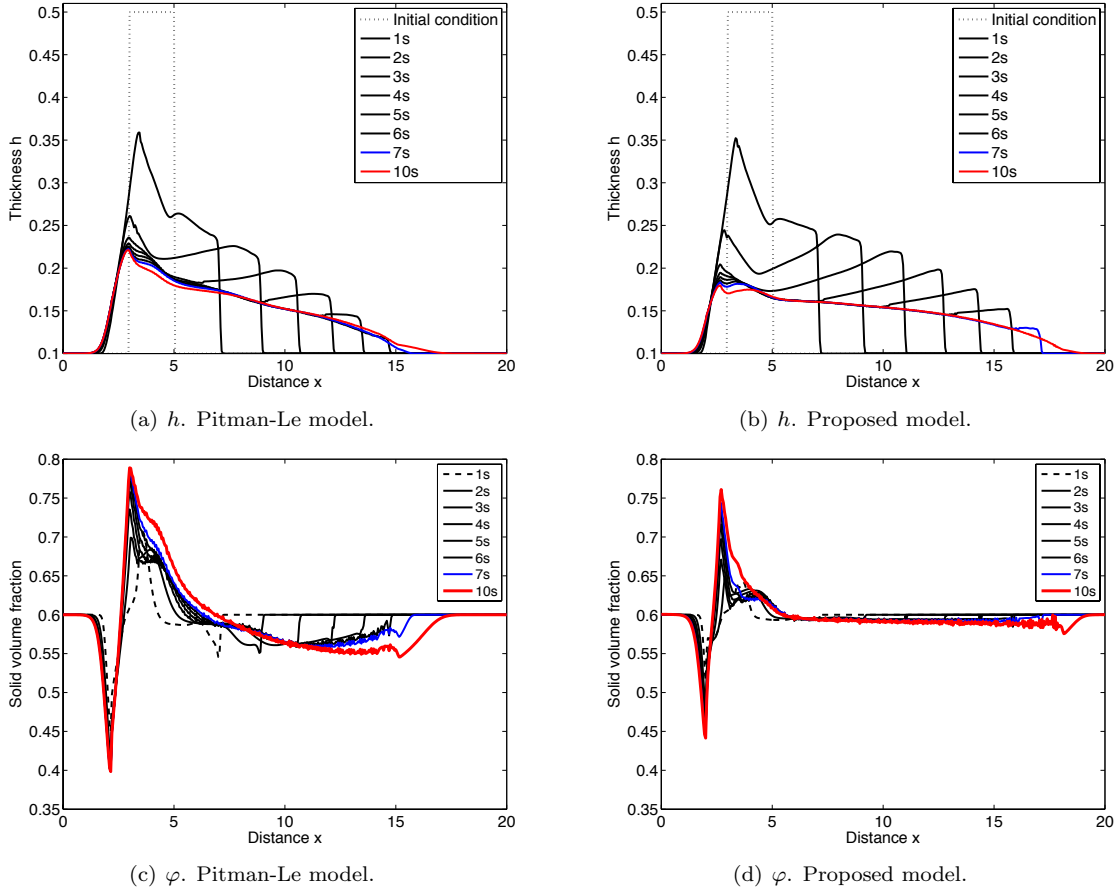 0.5
0.45
0.4
0.35
0.3
0.25
0.2
0.15
0.1
Thickness h
0 5 10 15 20
Distance x
Initial condition
1s
2s
3s
4s
5s
6s
7s
10s
(a) h. Pitman-Le model.
0.5
0.45
0.4
0.35
0.3
0.25
0.2
0.15
0.1
Thickness h
0 5 10 15 20
Distance x
Initial condition
1s
2s
3s
4s
5s
6s
7s
10s
(b) h. Proposed model.
0.8
0.75
0.7
0.65
0.6
0.55
0.5
0.45
0.4
0.35
Solid volume fraction
0 5 10 15 20
Distance x
1s
2s
3s
4s
5s
6s
7s
10s
(c) φ. Pitman-Le model.
0.8
0.75
0.7
0.65
0.6
0.55
0.5
0.45
0.4
0.35
Solid volume fraction
0 5 10 15 20
Distance x
1s
2s
3s
4s
5s
6s
7s
10s
(d) φ. Proposed model.